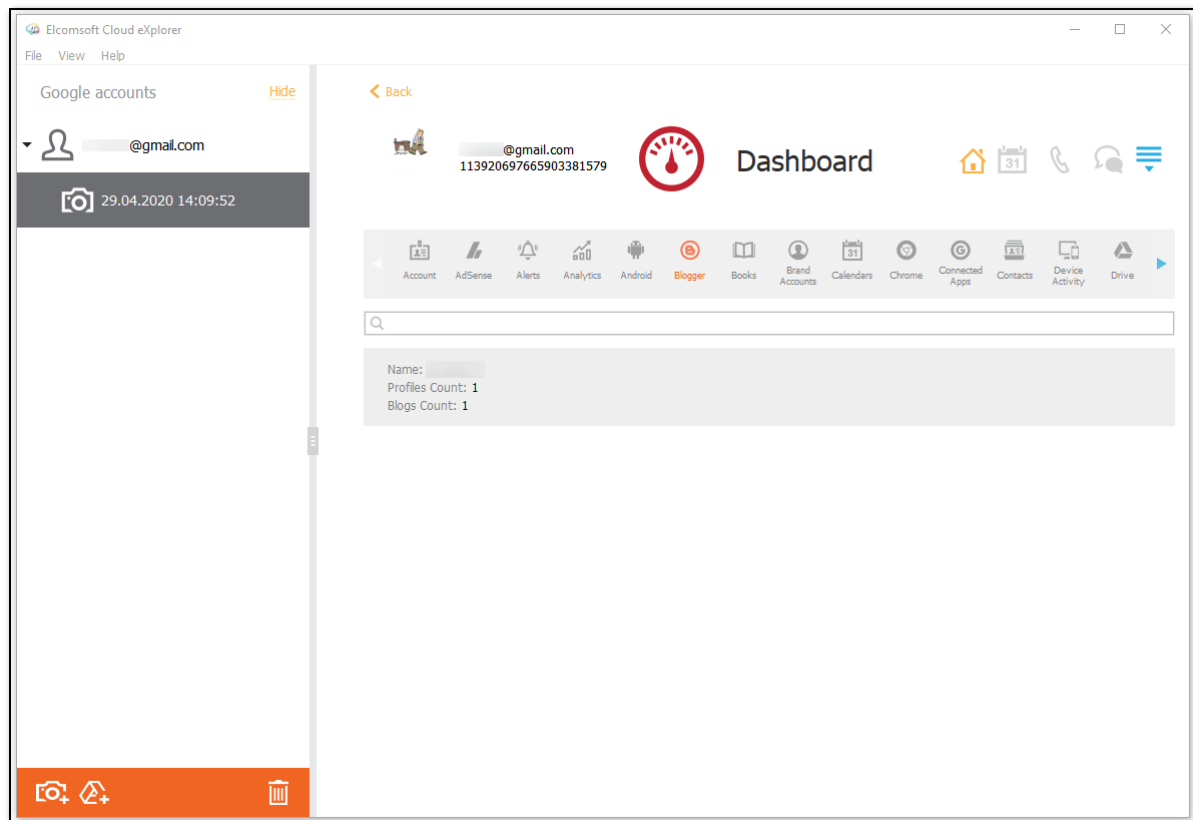 Elcomsoft Cloud eXplorer
File View Help
Google accounts
Hide
@gmail.com
29.04.2020 14:09:52
Back
@gmail.com
113920697665903381579
Dashboard
31
Account
AdSense
Alerts
Analytics
Android
Blogger
Books
Brand
Accounts
31
Calendars
Chrome
G
Connected
Apps
Contacts
Device
Activity
Drive
Name:
Profiles Count: 1
Blogs Count: 1